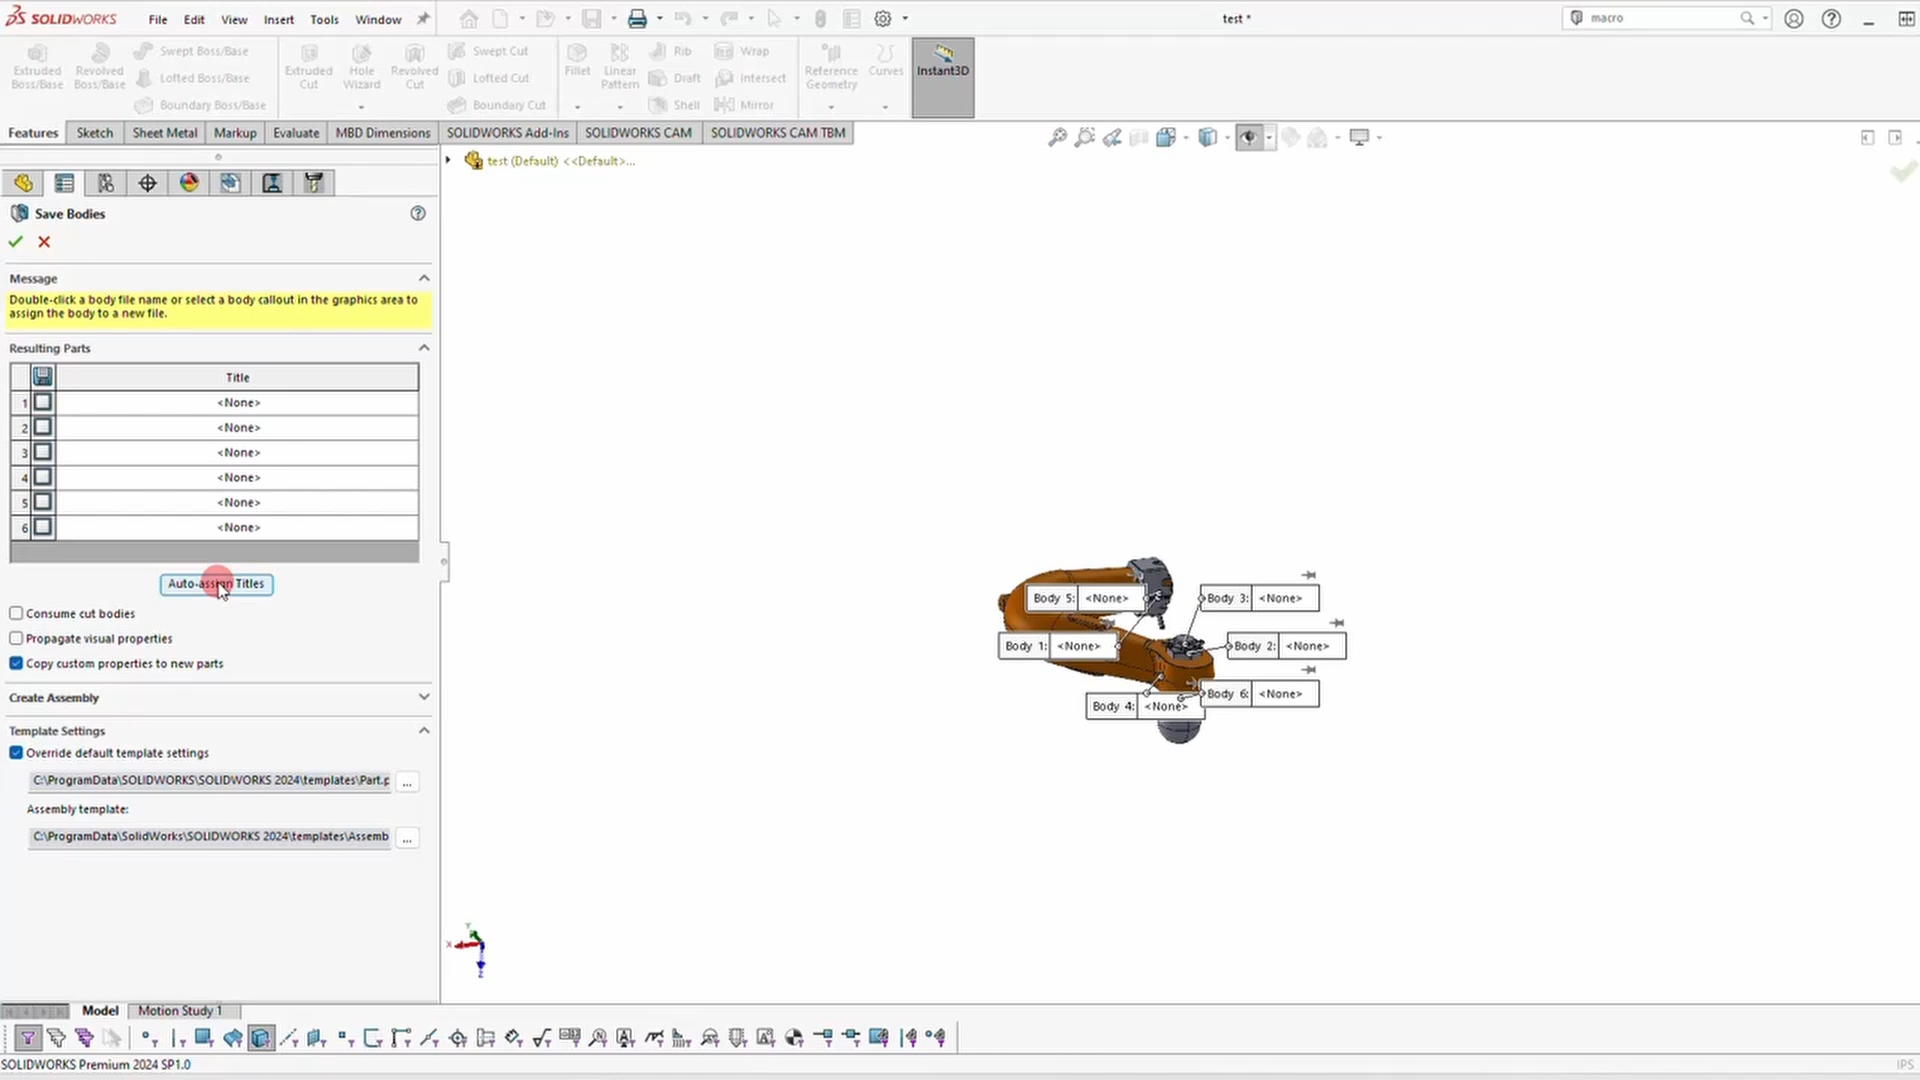 SOLIDWORKS
File Edit View Insert Tools Window
test *
macro
Extruded Boss/Base
Revolved Boss/Base
Swept Boss/Base
Lofted Boss/Base
Boundary Boss/Base
Extruded Cut
Hole Wizard
Revolved Cut
Swept Cut
Lofted Cut
Boundary Cut
Fillet
Linear Pattern
Rib
Draft
Shell
Wrap
Intersect
Mirror
Reference Geometry
Curves
Instant3D
Features Sketch Sheet Metal Markup Evaluate MBD Dimensions SOLIDWORKS Add-Ins SOLIDWORKS CAM SOLIDWORKS CAM TBM
test (Default) <<Default>...
Save Bodies
Message
Double-click a body file name or select a body callout in the graphics area to
assign the body to a new file.
Resulting Parts
Title
1 <None>
2 <None>
3 <None>
4 <None>
5 <None>
6 <None>
Auto-assign Titles
Consume cut bodies
Propagate visual properties
Copy custom properties to new parts
Create Assembly
Template Settings
Override default template settings
C:\ProgramData\SOLIDWORKS\SOLIDWORKS 2024\templates\Part.p
...
Assembly template:
C:\ProgramData\SolidWorks\SOLIDWORKS 2024\templates\Assemb
...
Body 5: <None>
Body 3: <None>
Body 1: <None>
Body 2: <None>
Body 6: <None>
Body 4: <None>
Y
X
Z
Model Motion Study 1
SOLIDWORKS Premium 2024 SP1.0
IPS